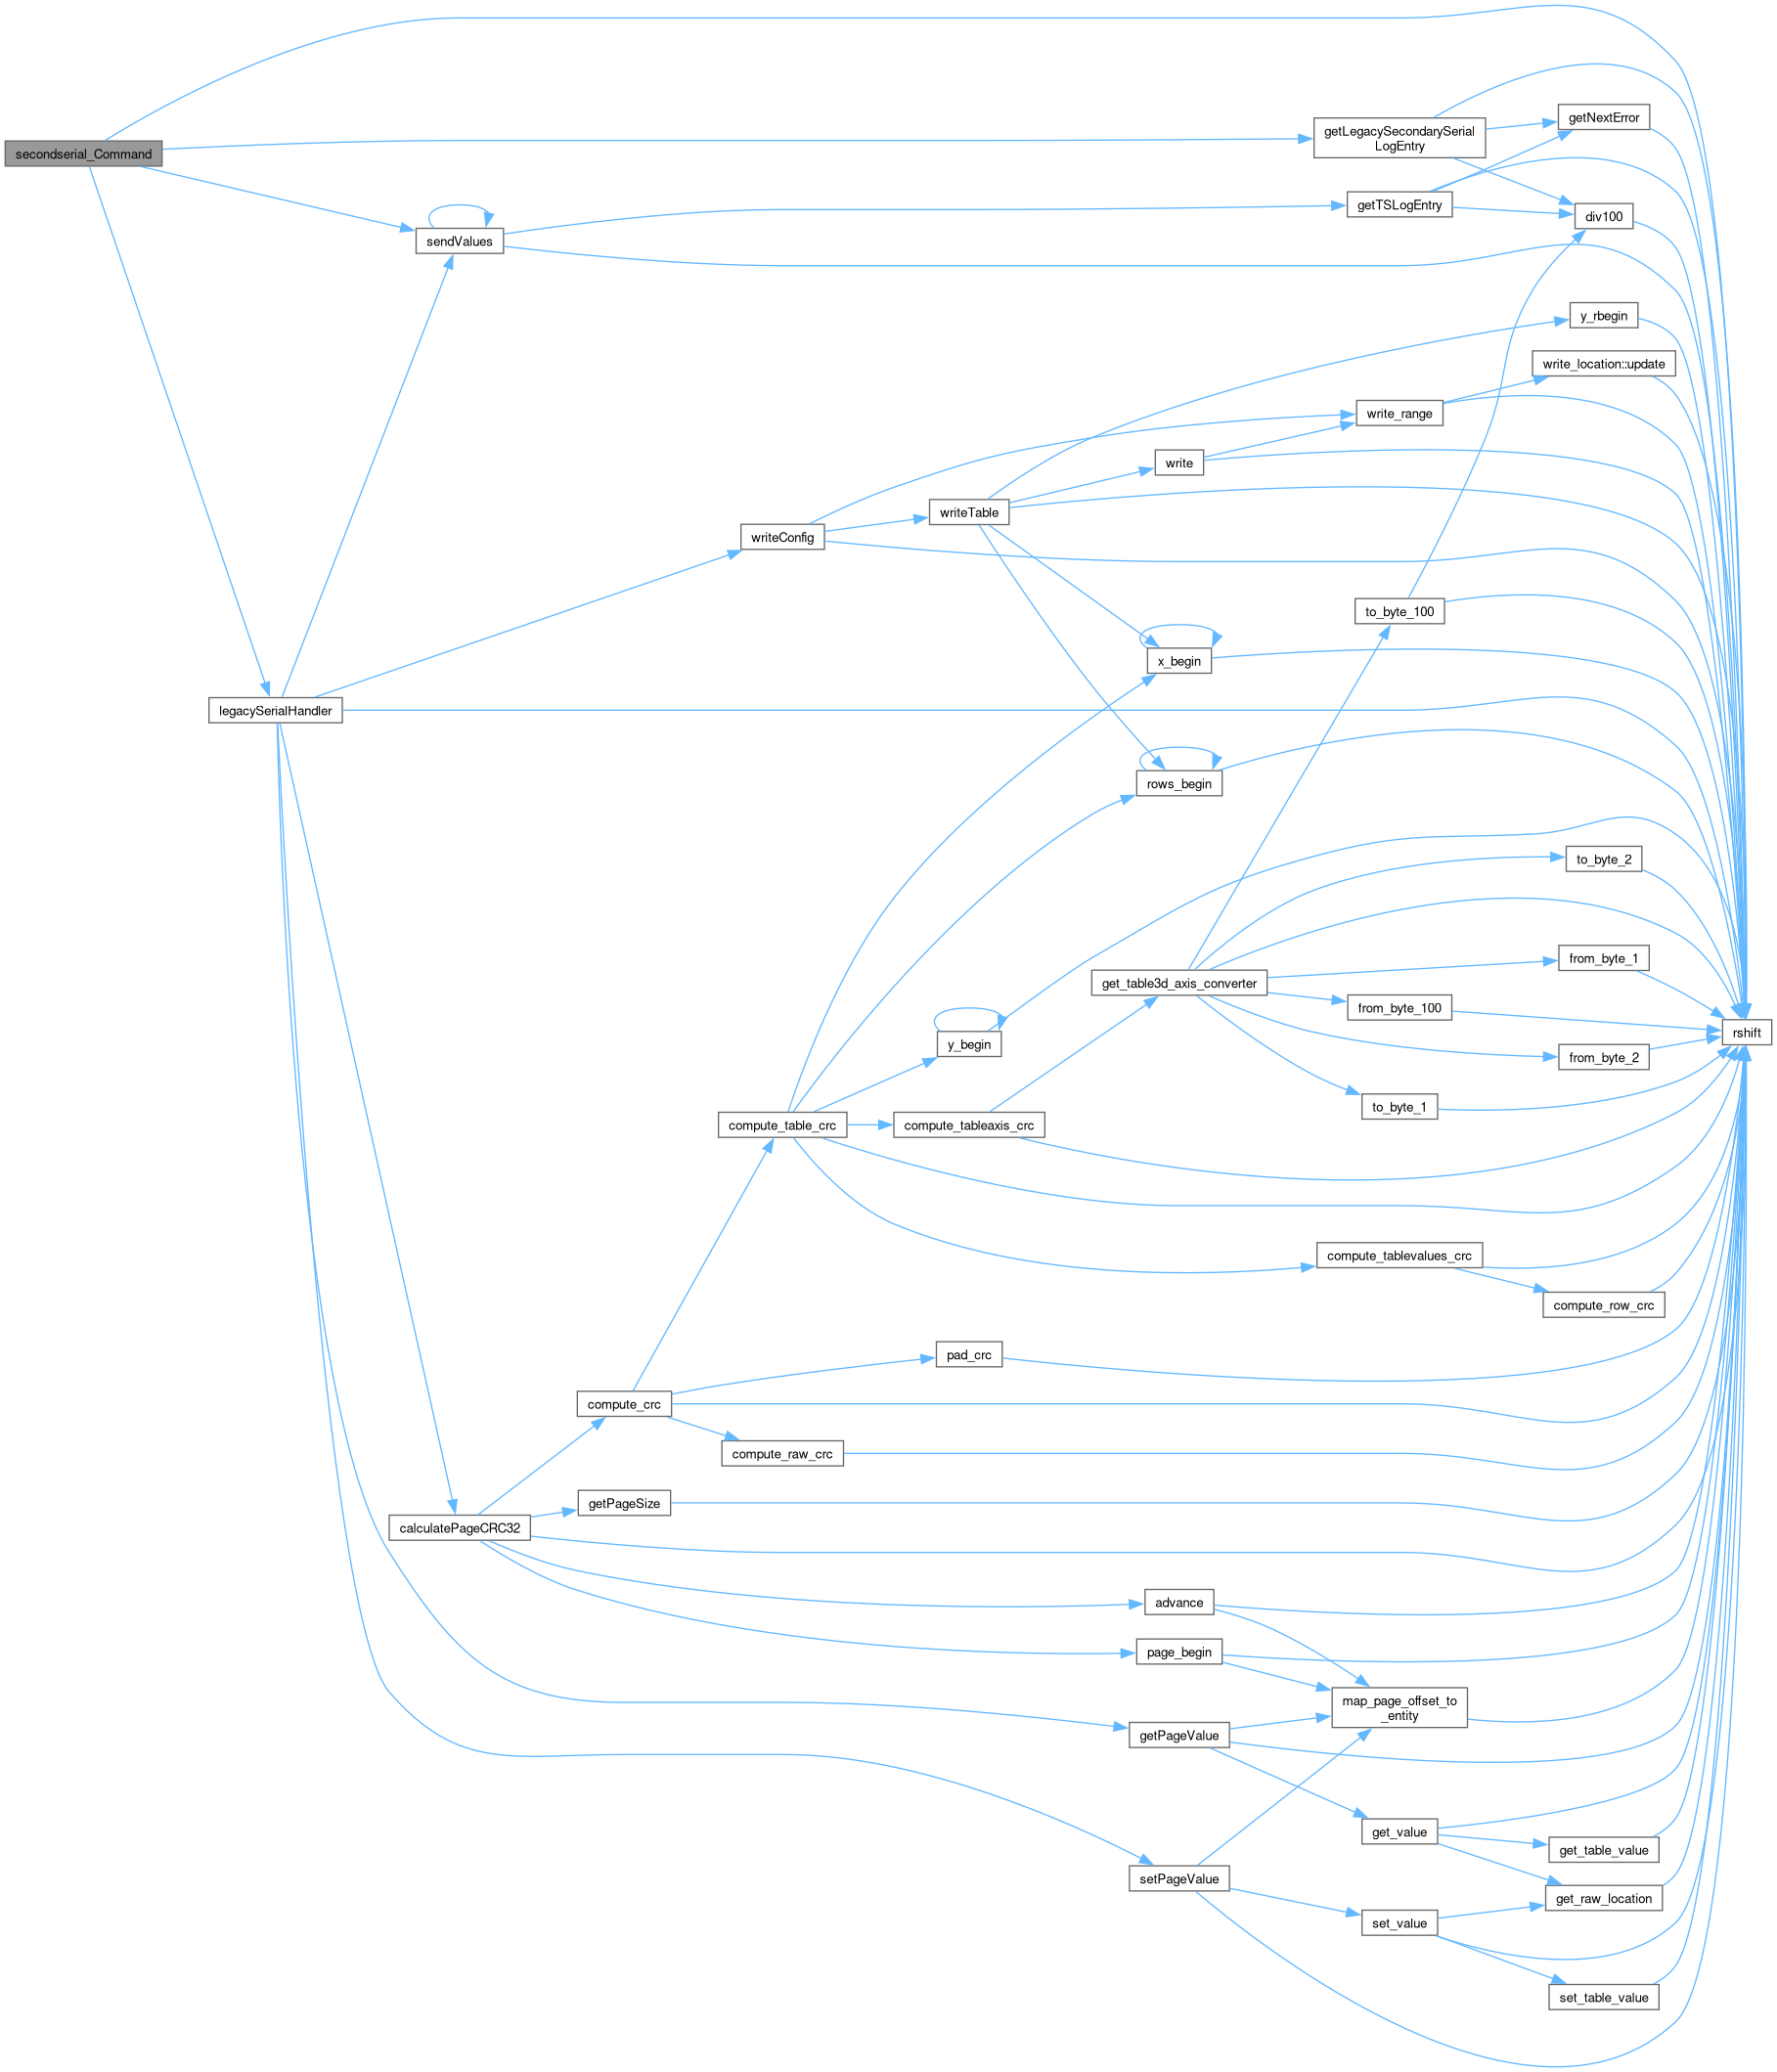 secondserial_Command
getLegacySecondarySerial
LogEntry
getNextError
getTSLogEntry
div100
sendValues
y_rbegin
write_location::update
write_range
write
writeTable
writeConfig
to_byte_100
x_begin
legacySerialHandler
rows_begin
to_byte_2
from_byte_1
get_table3d_axis_converter
from_byte_100
rshift
y_begin
from_byte_2
to_byte_1
compute_table_crc
compute_tableaxis_crc
compute_tablevalues_crc
compute_row_crc
pad_crc
compute_crc
compute_raw_crc
getPageSize
calculatePageCRC32
advance
page_begin
map_page_offset_to
_entity
getPageValue
get_value
get_table_value
setPageValue
get_raw_location
set_value
set_table_value